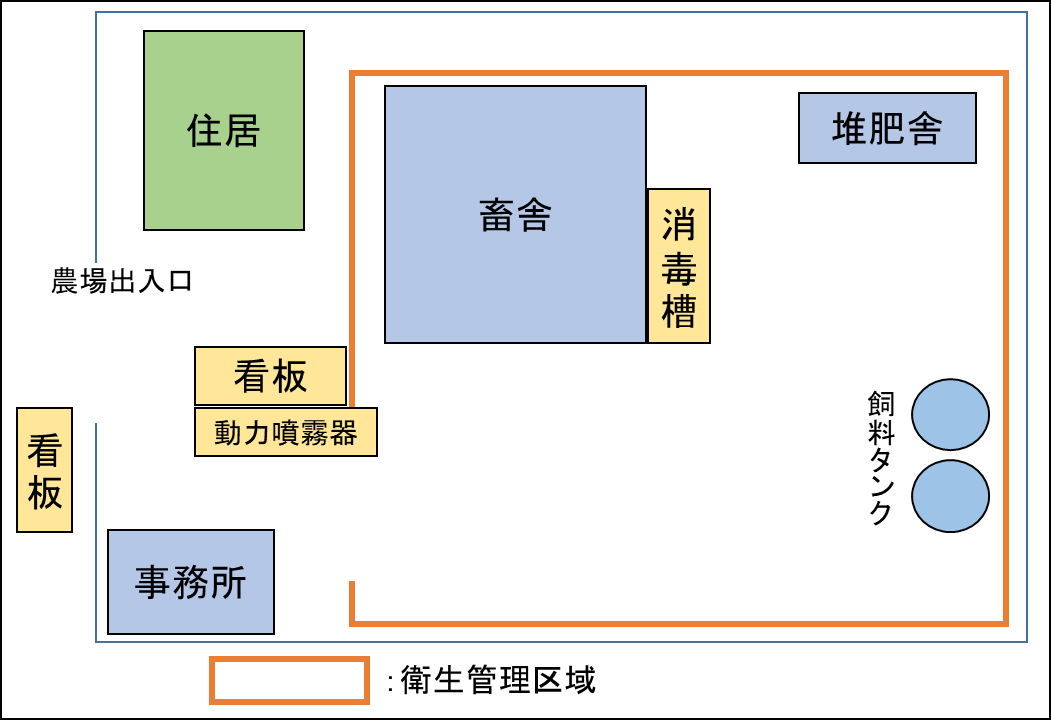 住居
畜舎
堆肥舎
消毒槽
農場出入口
看板
動力噴霧器
看板
飼料タンク
事務所
：衛生管理区域